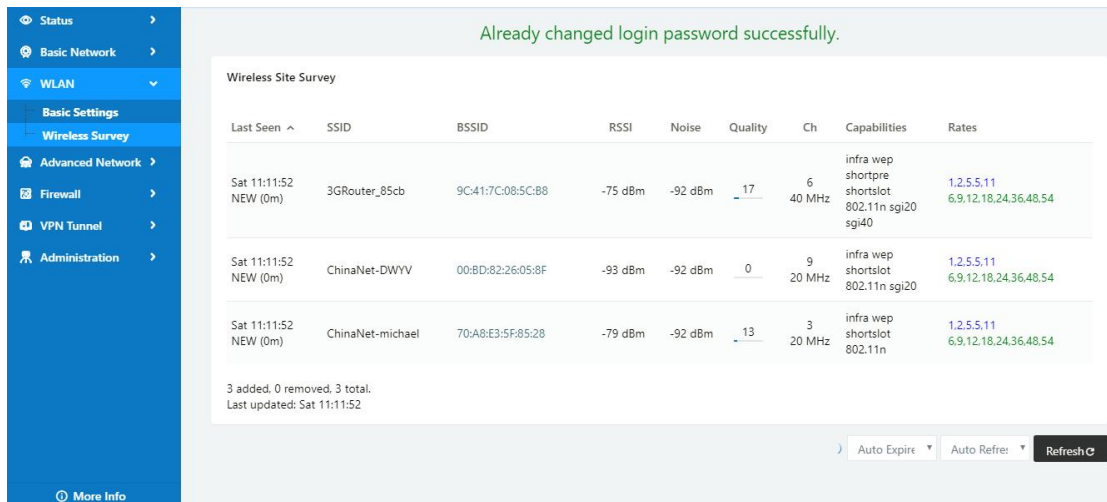 Status
Basic Network
WLAN
Basic Settings
Wireless Survey
Advanced Network
Firewall
VPN Tunnel
Administration
More Info
Already changed login password successfully.
Wireless Site Survey
Last Seen SSID BSSID RSSI Noise Quality Ch Capabilities Rates
Sat 11:11:52
NEW (0m)
3GRouter_85cb
9C:41:7C:08:5C:B8
-75 dBm
-92 dBm
17
6
40 MHz
infra wep
shortpre
shortslot
802.11n sgi20
sgi40
1,2,5.5,11
6,9,12,18,24,36,48,54
Sat 11:11:52
NEW (0m)
ChinaNet-DWYV
00:BD:82:26:05:8F
-93 dBm
-92 dBm
0
9
20 MHz
infra wep
shortslot
802.11n sgi20
1,2,5.5,11
6,9,12,18,24,36,48,54
Sat 11:11:52
NEW (0m)
ChinaNet-michael
70:A8:E3:5F:85:28
-79 dBm
-92 dBm
13
3
20 MHz
infra wep
shortslot
802.11n
1,2,5.5,11
6,9,12,18,24,36,48,54
3 added, 0 removed, 3 total.
Last updated: Sat 11:11:52
Auto Expire
Auto Refre
Refresh